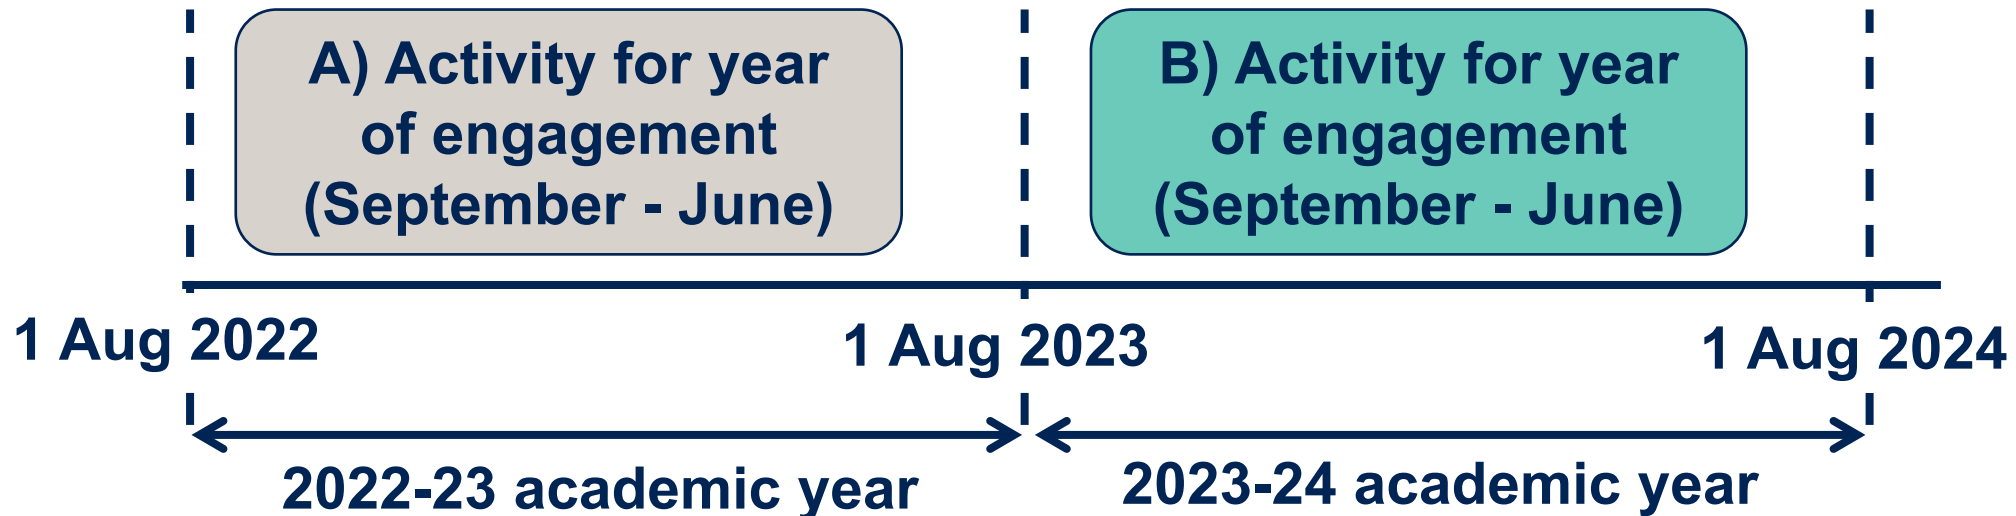 A) Activity for year
of engagement
(September - June)
B) Activity for year
of engagement
(September - June)
1 Aug 2022
1 Aug 2023
1 Aug 2024
2022-23 academic year
2023-24 academic year